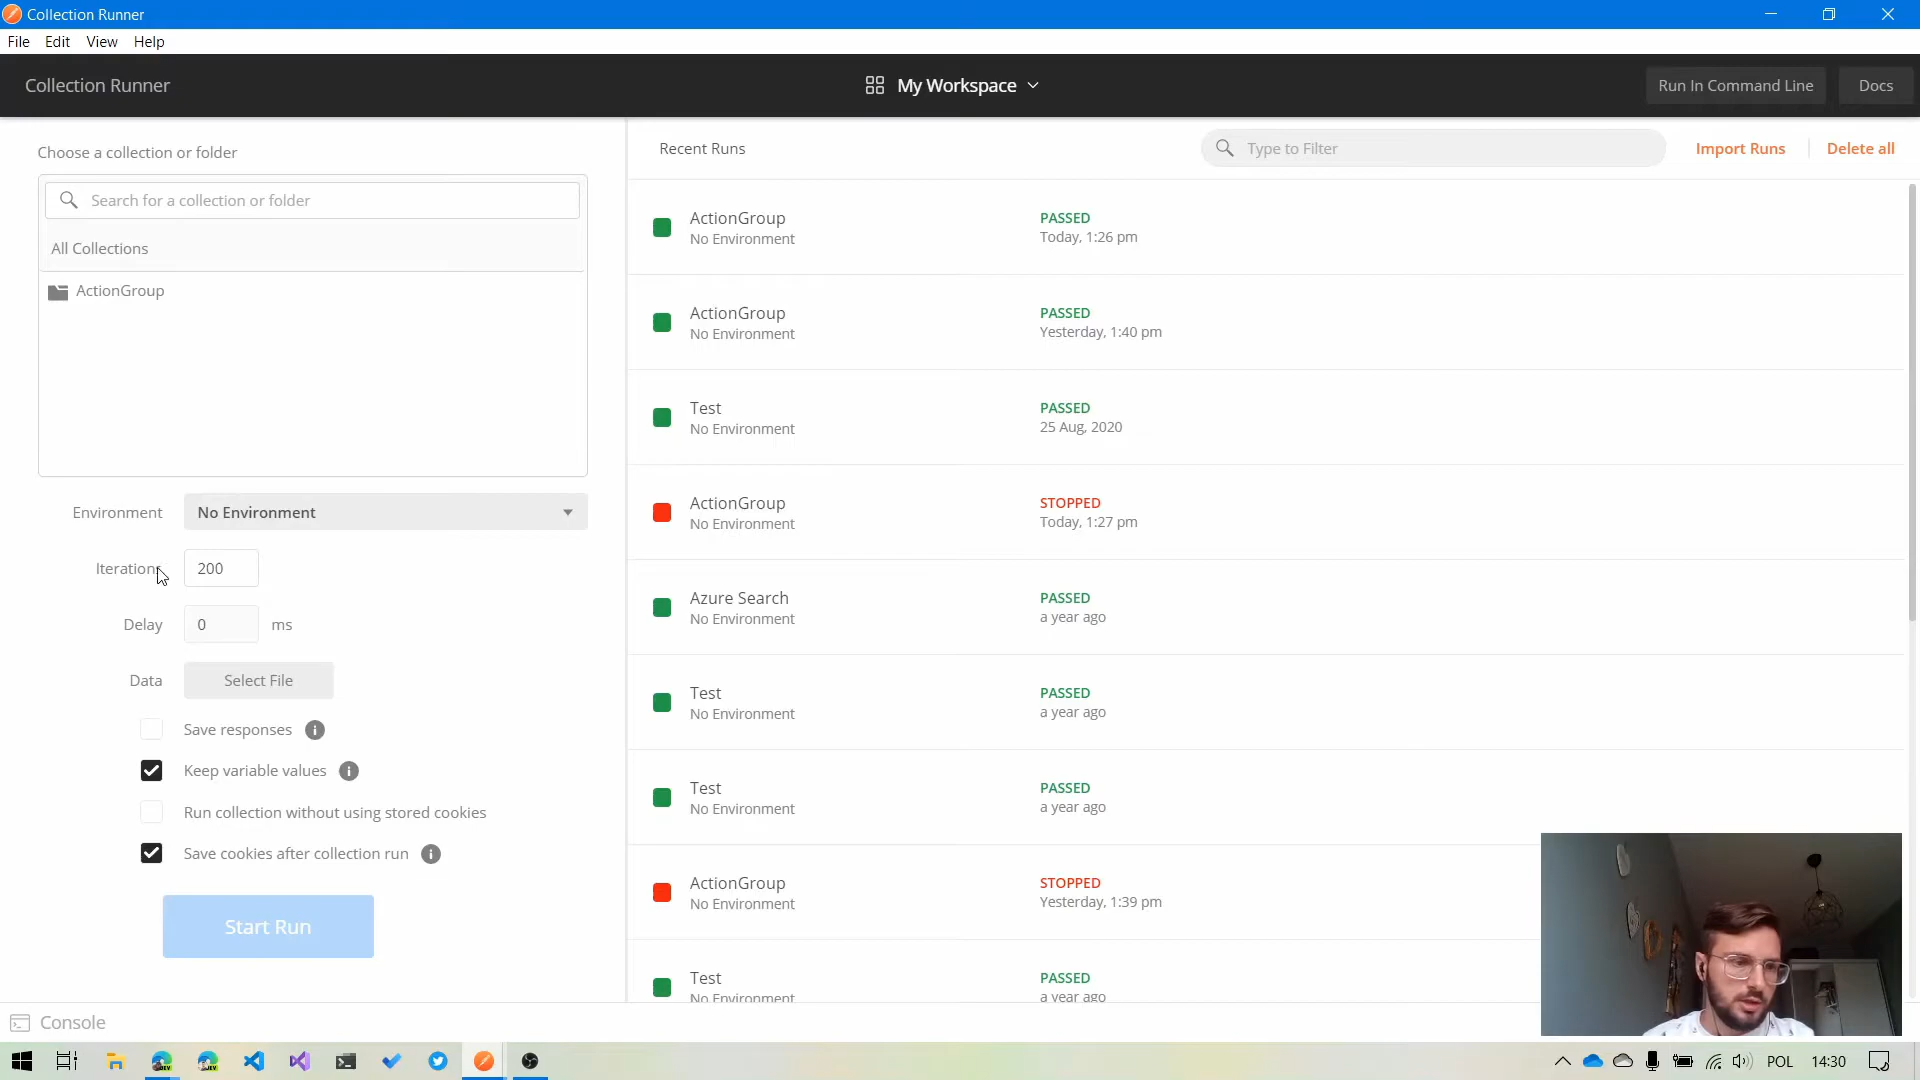 Collection Runner
File Edit View Help
Collection Runner
My Workspace
Run In Command Line
Docs
Choose a collection or folder
Search for a collection or folder
All Collections
ActionGroup
Environment
No Environment
Iterations
200
Delay
0
ms
Data
Select File
Save responses
Keep variable values
Run collection without using stored cookies
Save cookies after collection run
Start Run
Recent Runs
Type to Filter
Import Runs
Delete all
ActionGroup
No Environment
PASSED
Today, 1:26 pm
ActionGroup
No Environment
PASSED
Yesterday, 1:40 pm
Test
No Environment
PASSED
25 Aug, 2020
ActionGroup
No Environment
STOPPED
Today, 1:27 pm
Azure Search
No Environment
PASSED
a year ago
Test
No Environment
PASSED
a year ago
Test
No Environment
PASSED
a year ago
ActionGroup
No Environment
STOPPED
Yesterday, 1:39 pm
Test
No Environment
PASSED
a year ago
Console
POL
14:30